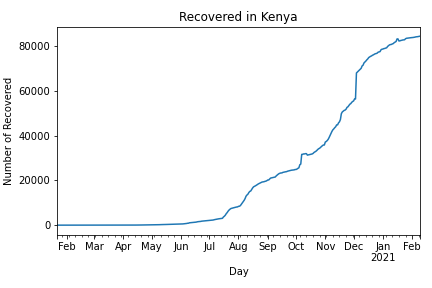 Recovered in Kenya
Number of Recovered
80000
60000
40000
20000
0
Feb Mar Apr May Jun Jul Aug Sep Oct Nov Dec Jan Feb
2021
Day